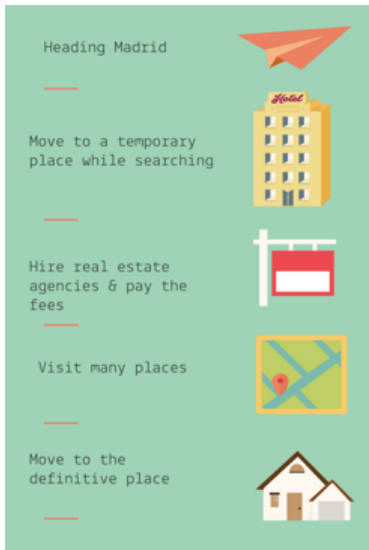 Heading Madrid
Hotel
Move to a temporary
place while searching
Hire real estate
agencies & pay the
fees
Visit many places
Move to the
definitive place